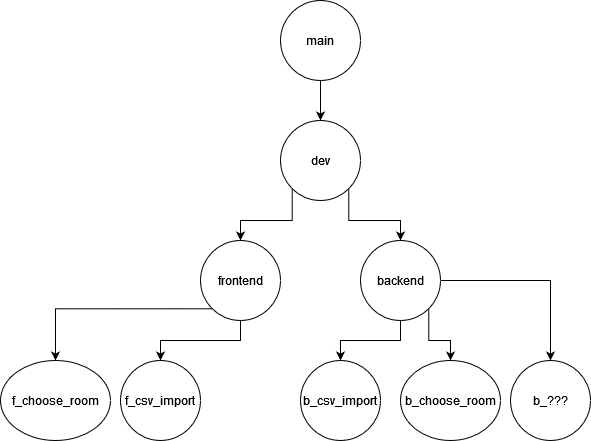 main
dev
frontend
backend
f_choose_room
f_csv_import
b_csv_import
b_choose_room
b_???